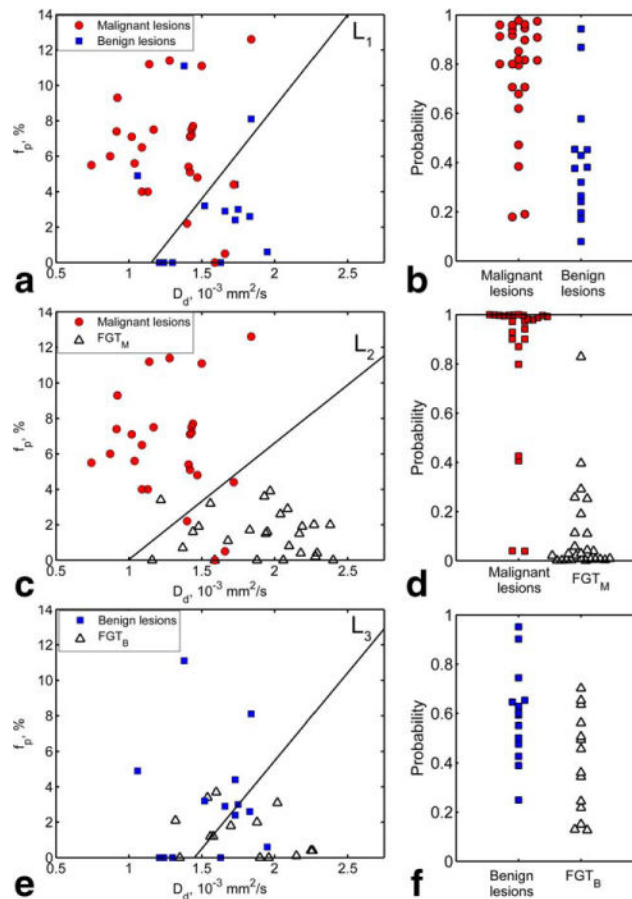 Malignant lesions
Benign lesions
L1
14
12
10
8
6
4
2
0
fp, %
0.5 1 1.5 2 2.5
Dd, 10-3 mm2/s
a
1
0.8
0.6
0.4
0.2
0
Probability
Malignant Benign
lesions lesions
b
Malignant lesions
FGTM
L2
14
12
10
8
6
4
2
0
fp, %
0.5 1 1.5 2 2.5
Dd, 10-3 mm2/s
c
1
0.8
0.6
0.4
0.2
0
Probability
Malignant FGTM
lesions
d
Benign lesions
FGTB
L3
14
12
10
8
6
4
2
0
fp, %
0.5 1 1.5 2 2.5
Dd, 10-3 mm2/s
e
1
0.8
0.6
0.4
0.2
0
Probability
Benign FGTB
lesions
f